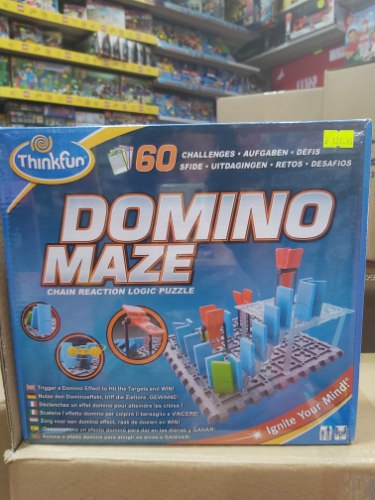 Thinkfun
60 CHALLENGES • AUFGABEN • DÉFIS
SFIDE • UITDAGINGEN • RETOS • DESAFIOS
DOMINO
MAZE
CHAIN REACTION LOGIC PUZZLE
Trigger a Domino Effect to Hit the Targets and WIN!
Nutze den Dominoeffekt, triff die Zieltore: GEWINNE!
Déclenchez un effet domino pour atteindre les cibles !
Scatena l'effetto domino per colpire i bersagli e VINCERE!
Zorg voor een domino effect, raak de doelen en WIN!
Ignite Your Mind!®